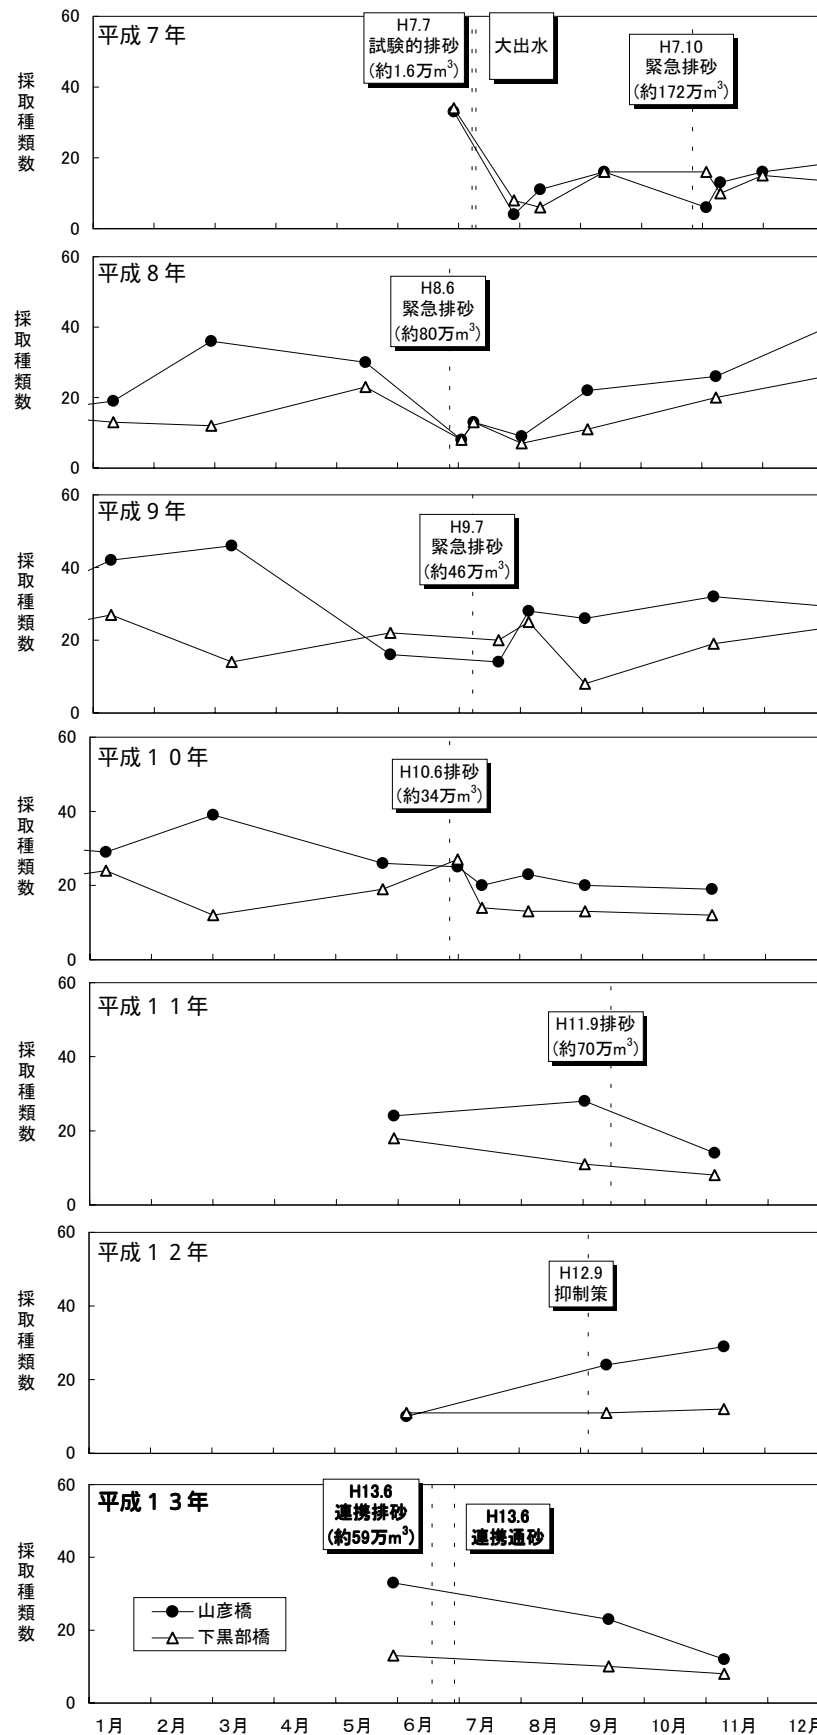 平成７年
H7.7
試験的排砂
(約1.6万m³)
大出水
H7.10
緊急排砂
(約172万m³)
採取種類数
60
40
20
0
平成８年
H8.6
緊急排砂
(約80万m³)
採取種類数
60
40
20
0
平成９年
H9.7
緊急排砂
(約46万m³)
採取種類数
60
40
20
0
平成１０年
H10.6排砂
(約34万m³)
採取種類数
60
40
20
0
平成１１年
H11.9排砂
(約70万m³)
採取種類数
60
40
20
0
平成１２年
H12.9
抑制策
採取種類数
60
40
20
0
平成１３年
H13.6
連携排砂
(約59万m³)
H13.6
連携通砂
採取種類数
60
40
20
0
山彦橋
下黒部橋
1月 2月 3月 4月 5月 6月 7月 8月 9月 10月 11月 12月